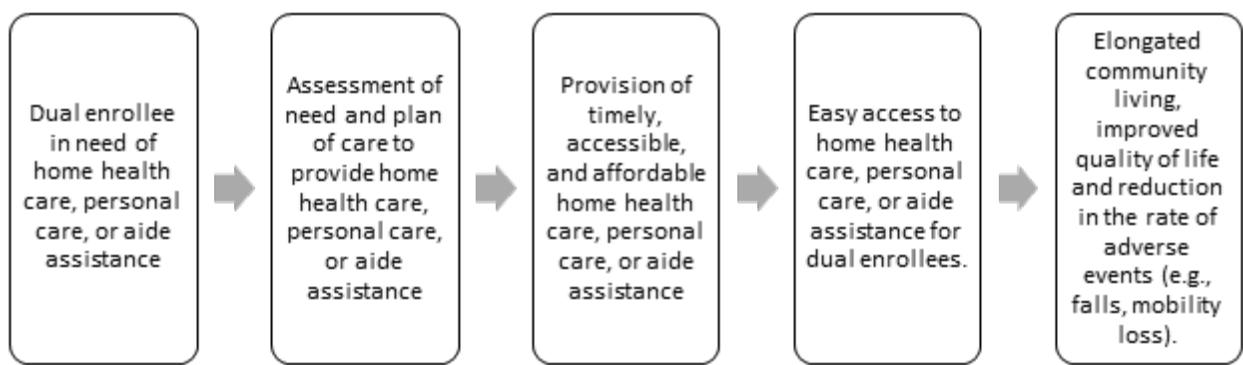 Dual enrollee
in need of
home health
care, personal
care, or aide
assistance
Assessment of
need and plan
of care to
provide home
health care,
personal care,
or aide
assistance
Provision of
timely,
accessible,
and affordable
home health
care, personal
care, or aide
assistance
Easy access to
home health
care, personal
care, or aide
assistance for
dual enrollees.
Elongated
community
living,
improved
quality of life
and reduction
in the rate of
adverse
events (e.g.,
falls, mobility
loss).